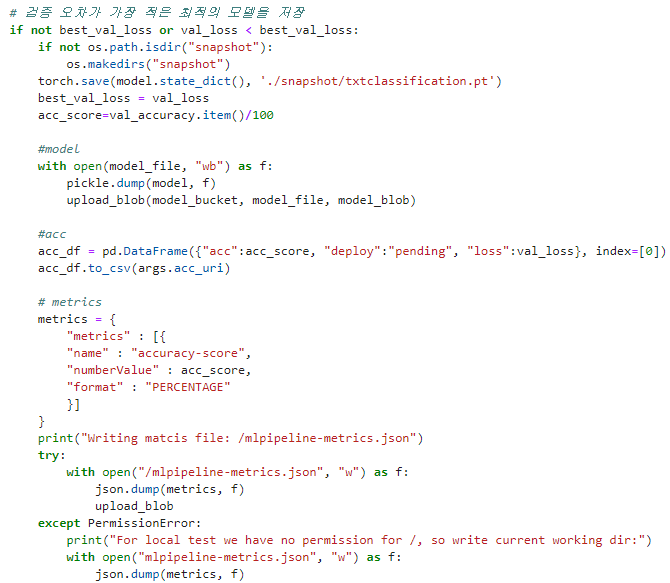 # 검증 오차가 가장 적은 최적의 모델을 저장
if not best_val_loss or val_loss < best_val_loss:
    if not os.path.isdir("snapshot"):
        os.makedirs("snapshot")
    torch.save(model.state_dict(), './snapshot/txtclassification.pt')
    best_val_loss = val_loss
    acc_score=val_accuracy.item()/100

    #model
    with open(model_file, "wb") as f:
        pickle.dump(model, f)
        upload_blob(model_bucket, model_file, model_blob)

    #acc
    acc_df = pd.DataFrame({"acc":acc_score, "deploy":"pending", "loss":val_loss}, index=[0])
    acc_df.to_csv(args.acc_uri)

    # metrics
    metrics = {
        "metrics" : [{
        "name" : "accuracy-score",
        "numberValue" : acc_score,
        "format" : "PERCENTAGE"
        }]
    }
    print("Writing matcis file: /mlpipeline-metrics.json")
    try:
        with open("/mlpipeline-metrics.json", "w") as f:
            json.dump(metrics, f)
            upload_blob
    except PermissionError:
        print("For local test we have no permission for /, so write current working dir:")
        with open("mlpipeline-metrics.json", "w") as f:
            json.dump(metrics, f)